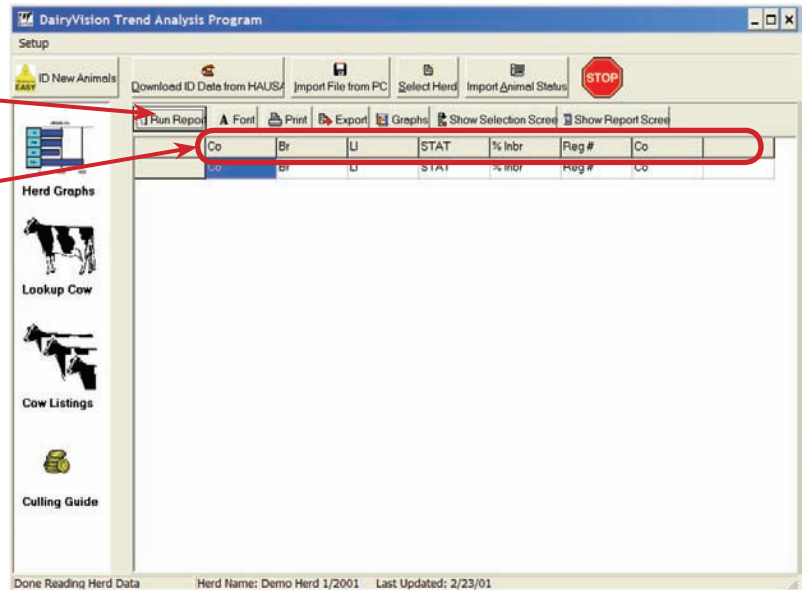 DairyVision Trend Analysis Program
Setup
EASY ID New Animals Download ID Data from HAUSA Import File from PC Select Herd Import Animal Status STOP
Run Repor A Font Print Export Graphs Show Selection Scree Show Report Scree
Co Br Ll STAT % Inbr Reg # Co
Co Br Ll STAT % Inbr Reg # Co
Herd Graphs
Lookup Cow
Cow Listings
Culling Guide
Done Reading Herd Data Herd Name: Demo Herd 1/2001 Last Updated: 2/23/01